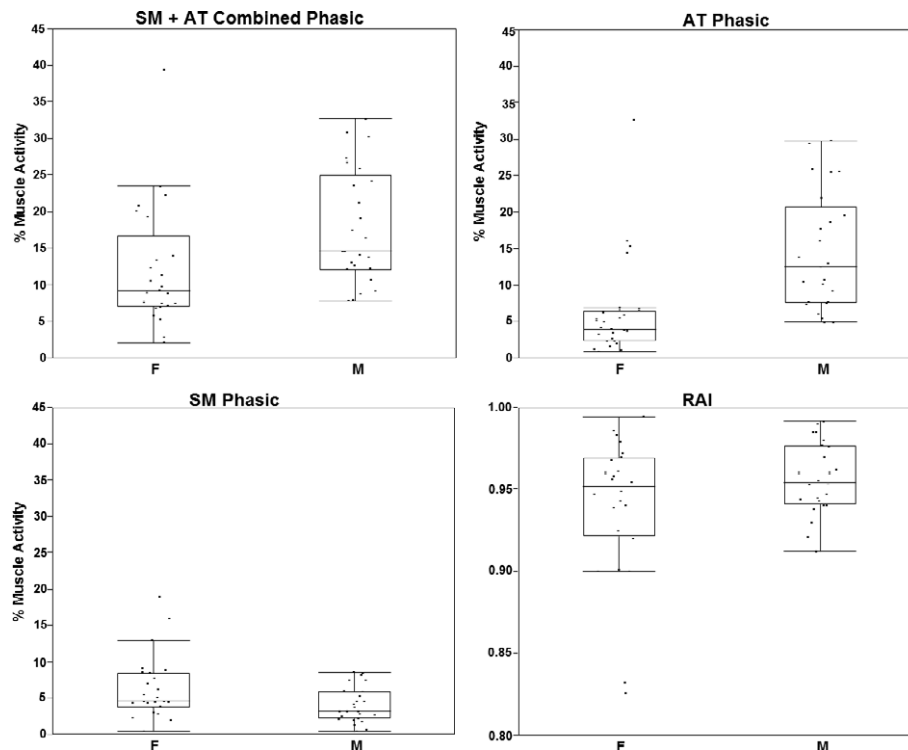 SM + AT Combined Phasic
% Muscle Activity
45
40
35
30
25
20
15
10
5
0
F
M
AT Phasic
% Muscle Activity
45
40
35
30
25
20
15
10
5
0
F
M
SM Phasic
% Muscle Activity
45
40
35
30
25
20
15
10
5
0
F
M
RAI
1.00
0.95
0.90
0.85
0.80
F
M